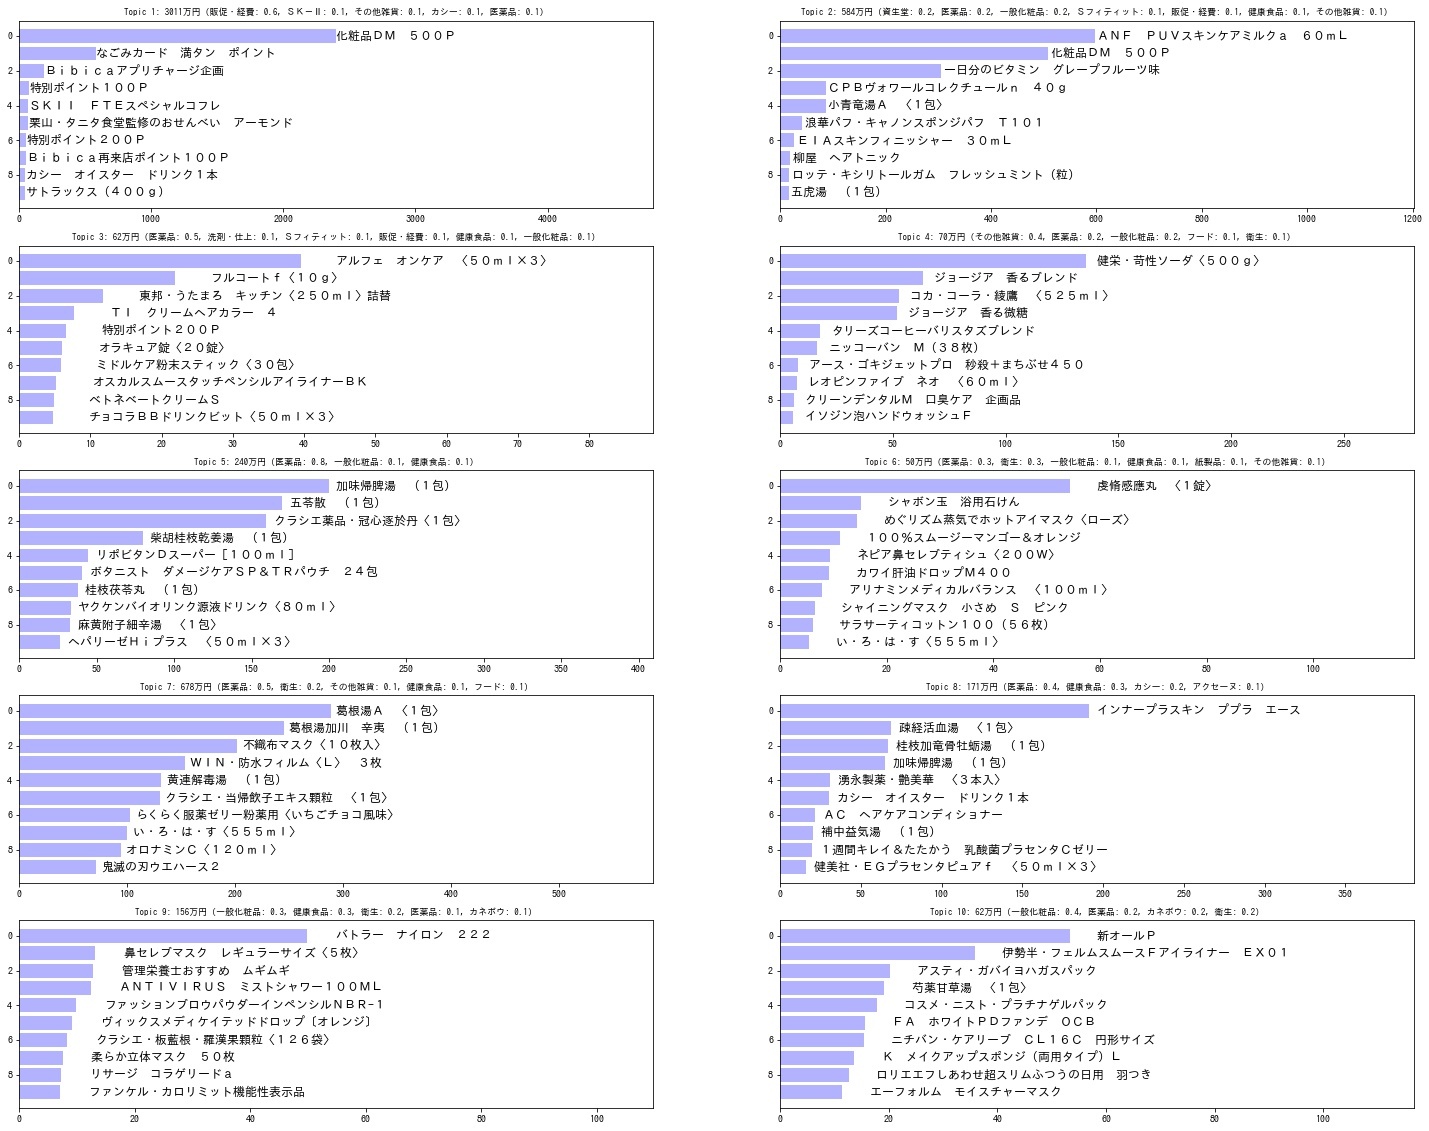 Topic 1: 3011万円 (販促・経費: 0.6, ＳＫ－Ⅱ: 0.1, その他雑貨: 0.1, カシー: 0.1, 医薬品: 0.1)
0 化粧品ＤＭ　５００Ｐ
なごみカード　満タン　ポイント
2 Ｂｉｂｉｃａアプリチャージ企画
特別ポイント１００Ｐ
4 ＳＫＩＩ　ＦＴＥスペシャルコフレ
栗山・タニタ食堂監修のおせんべい　アーモンド
6 特別ポイント２００Ｐ
Ｂｉｂｉｃａ再来店ポイント１００Ｐ
8 カシー　オイスター　ドリンク１本
サトラックス（４００ｇ）
0 1000 2000 3000 4000
Topic 2: 584万円 (資生堂: 0.2, 医薬品: 0.2, 一般化粧品: 0.2, Ｓフィティット: 0.1, 販促・経費: 0.1, 健康食品: 0.1, その他雑貨: 0.1)
0 ＡＮＦ　ＰＵＶスキンケアミルクａ　６０ｍＬ
化粧品ＤＭ　５００Ｐ
2 一日分のビタミン　グレープフルーツ味
ＣＰＢヴォワールコレクチュールｎ　４０ｇ
4 小青竜湯Ａ　〈１包〉
浪華パフ・キャノンスポンジパフ　Ｔ１０１
6 ＥＩＡスキンフィニッシャー　３０ｍＬ
柳屋　ヘアトニック
8 ロッテ・キシリトールガム　フレッシュミント（粒）
五虎湯　（１包）
0 200 400 600 800 1000 1200
Topic 3: 62万円 (医薬品: 0.5, 洗剤・仕上: 0.1, Ｓフィティット: 0.1, 販促・経費: 0.1, 健康食品: 0.1, 一般化粧品: 0.1)
0 アルフェ　オンケア　〈５０ｍｌ×３〉
フルコートｆ〈１０ｇ〉
2 東邦・うたまろ　キッチン〈２５０ｍｌ〉詰替
ＴＩ　クリームヘアカラー　４
4 特別ポイント２００Ｐ
オラキュア錠〈２０錠〉
6 ミドルケア粉末スティック〈３０包〉
オスカルスムースタッチペンシルアイライナーＢＫ
8 ベトネベートクリームＳ
チョコラＢＢドリンクビット〈５０ｍｌ×３〉
0 10 20 30 40 50 60 70 80
Topic 4: 70万円 (その他雑貨: 0.4, 医薬品: 0.2, 一般化粧品: 0.2, フード: 0.1, 衛生: 0.1)
0 健栄・苛性ソーダ〈５００ｇ〉
ジョージア　香るブレンド
2 コカ・コーラ・綾鷹　〈５２５ｍｌ〉
ジョージア　香る微糖
4 タリーズコーヒーバリスタズブレンド
ニッコーバン　Ｍ（３８枚）
6 アース・ゴキジェットプロ　秒殺＋まちぶせ４５０
レオピンファイブ　ネオ　〈６０ｍｌ〉
8 クリーンデンタルＭ　口臭ケア　企画品
イソジン泡ハンドウォッシュＦ
0 50 100 150 200 250
Topic 5: 240万円 (医薬品: 0.8, 一般化粧品: 0.1, 健康食品: 0.1)
0 加味帰脾湯　（１包）
五苓散　（１包）
2 クラシエ薬品・冠心逐於丹〈１包〉
柴胡桂枝乾姜湯　（１包）
4 リポビタンＤスーパー［１００ｍｌ］
ボタニスト　ダメージケアＳＰ＆ＴＲパウチ　２４包
6 桂枝茯苓丸　（１包）
ヤクケンバイオリンク源液ドリンク〈８０ｍｌ〉
8 麻黄附子細辛湯　〈１包〉
ヘパリーゼＨｉプラス　〈５０ｍｌ×３〉
0 50 100 150 200 250 300 350 400
Topic 6: 50万円 (医薬品: 0.3, 衛生: 0.3, 一般化粧品: 0.1, 健康食品: 0.1, 紙製品: 0.1, その他雑貨: 0.1)
0 虔脩感應丸　〈１錠〉
シャボン玉　浴用石けん
2 めぐリズム蒸気でホットアイマスク〈ローズ〉
１００％スムージーマンゴー＆オレンジ
4 ネピア鼻セレブティシュ〈２００Ｗ〉
カワイ肝油ドロップＭ４００
6 アリナミンメディカルバランス　〈１００ｍｌ〉
シャイニングマスク　小さめ　Ｓ　ピンク
8 サラサーティコットン１００（５６枚）
い・ろ・は・す〈５５５ｍｌ〉
0 20 40 60 80 100
Topic 7: 678万円 (医薬品: 0.5, 衛生: 0.2, その他雑貨: 0.1, 健康食品: 0.1, フード: 0.1)
0 葛根湯Ａ　〈１包〉
葛根湯加川　辛夷　（１包）
2 不織布マスク〈１０枚入〉
ＷＩＮ・防水フィルム〈Ｌ〉　３枚
4 黄連解毒湯　（１包）
クラシエ・当帰飲子エキス顆粒　〈１包〉
6 らくらく服薬ゼリー粉薬用〈いちごチョコ風味〉
い・ろ・は・す〈５５５ｍｌ〉
8 オロナミンＣ〈１２０ｍｌ〉
鬼滅の刃ウエハース２
0 100 200 300 400 500
Topic 8: 171万円 (医薬品: 0.4, 健康食品: 0.3, カシー: 0.2, アクセーヌ: 0.1)
0 インナープラスキン　ププラ　エース
疎経活血湯　〈１包〉
2 桂枝加竜骨牡蛎湯　（１包）
加味帰脾湯　（１包）
4 湧永製薬・艶美華　〈３本入〉
カシー　オイスター　ドリンク１本
6 ＡＣ　ヘアケアコンディショナー
補中益気湯　（１包）
8 １週間キレイ＆たたかう　乳酸菌プラセンタＣゼリー
健美社・ＥＧプラセンタピュアｆ　〈５０ｍｌ×３〉
0 50 100 150 200 250 300 350
Topic 9: 156万円 (一般化粧品: 0.3, 健康食品: 0.3, 衛生: 0.2, 医薬品: 0.1, カネボウ: 0.1)
0 バトラー　ナイロン　２２２
鼻セレブマスク　レギュラーサイズ〈５枚〉
2 管理栄養士おすすめ　ムギムギ
ＡＮＴＩＶＩＲＵＳ　ミストシャワー１００ＭＬ
4 ファッションブロウパウダーインペンシルＮＢＲ－１
ヴィックスメディケイテッドドロップ〔オレンジ〕
6 クラシエ・板藍根・羅漢果顆粒〈１２６袋〉
柔らか立体マスク　５０枚
8 リサージ　コラゲリードａ
ファンケル・カロリミット機能性表示品
0 20 40 60 80 100
Topic 10: 62万円 (一般化粧品: 0.4, 医薬品: 0.2, カネボウ: 0.2, 衛生: 0.2)
0 新オールＰ
伊勢半・フェルムスムースＦアイライナー　ＥＸ０１
2 アスティ・ガバイヨハガスパック
芍薬甘草湯　〈１包〉
4 コスメ・ニスト・プラチナゲルパック
ＦＡ　ホワイトＰＤファンデ　ＯＣＢ
6 ニチバン・ケアリーブ　ＣＬ１６Ｃ　円形サイズ
Ｋ　メイクアップスポンジ（両用タイプ）Ｌ
8 ロリエエフしあわせ超スリムふつうの日用　羽つき
エーフォルム　モイスチャーマスク
0 20 40 60 80 100